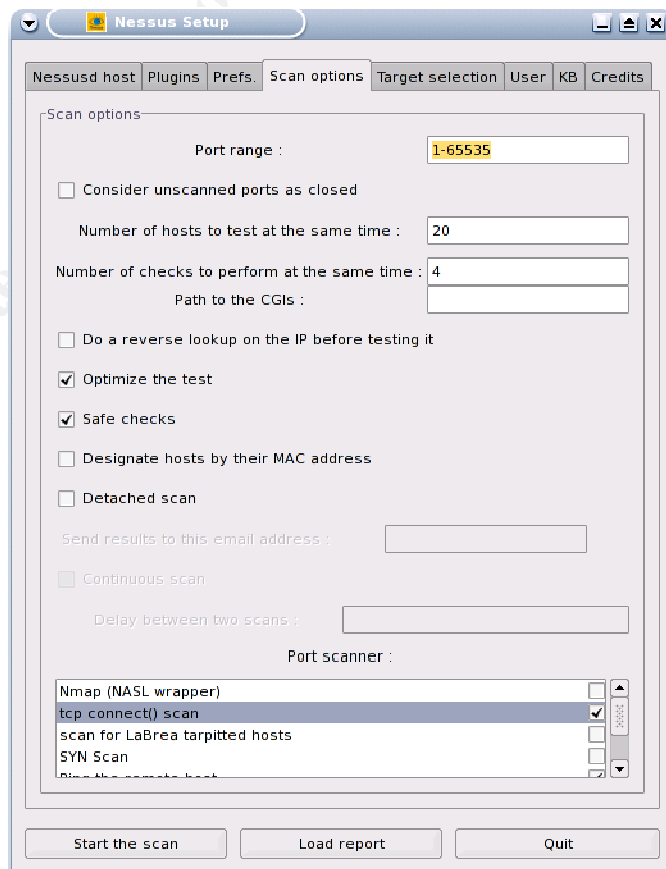 Nessus Setup
Nessusd host Plugins Prefs. Scan options Target selection User KB Credits
Scan options
Port range : 1-65535
Consider unscanned ports as closed
Number of hosts to test at the same time : 20
Number of checks to perform at the same time : 4
Path to the CGIs :
Do a reverse lookup on the IP before testing it
Optimize the test
Safe checks
Designate hosts by their MAC address
Detached scan
Send results to this email address :
Continuous scan
Delay between two scans :
Port scanner :
Nmap (NASL wrapper)
tcp connect() scan
scan for LaBrea tarpitted hosts
SYN Scan
Ping the remote host
Start the scan Load report Quit